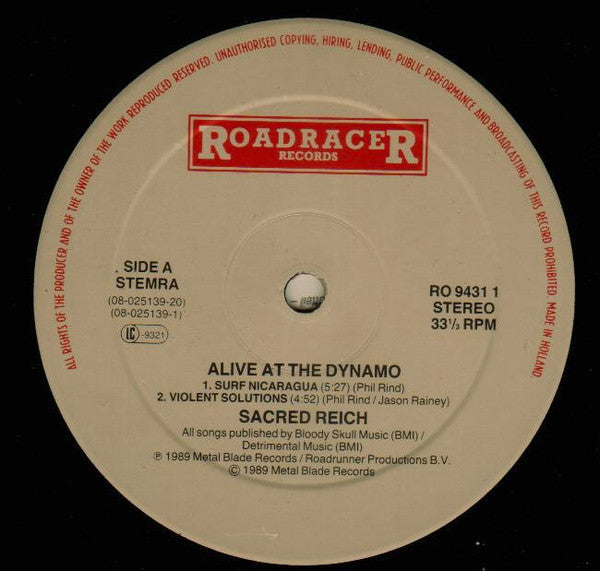 ALL RIGHTS OF THE PRODUCER AND OF THE OWNER OF THE WORK REPRODUCED RESERVED. UNAUTHORISED COPYING, HIRING, LENDING, PUBLIC PERFORMANCE AND BROADCASTING OF THIS RECORD PROHIBITED. MADE IN HOLLAND
ROADRACER
RECORDS
. SIDE A
STEMRA
(08-025139-20)
(08-025139-1)
LC -9321
RO 9431 1
STEREO
33⅓ RPM
ALIVE AT THE DYNAMO
1. SURF NICARAGUA (5:27) (Phil Rind)
2. VIOLENT SOLUTIONS (4:52) (Phil Rind / Jason Rainey)
SACRED REICH
All songs published by Bloody Skull Music (BMI) /
Detrimental Music (BMI)
℗ 1989 Metal Blade Records / Roadrunner Productions B.V.
© 1989 Metal Blade Records